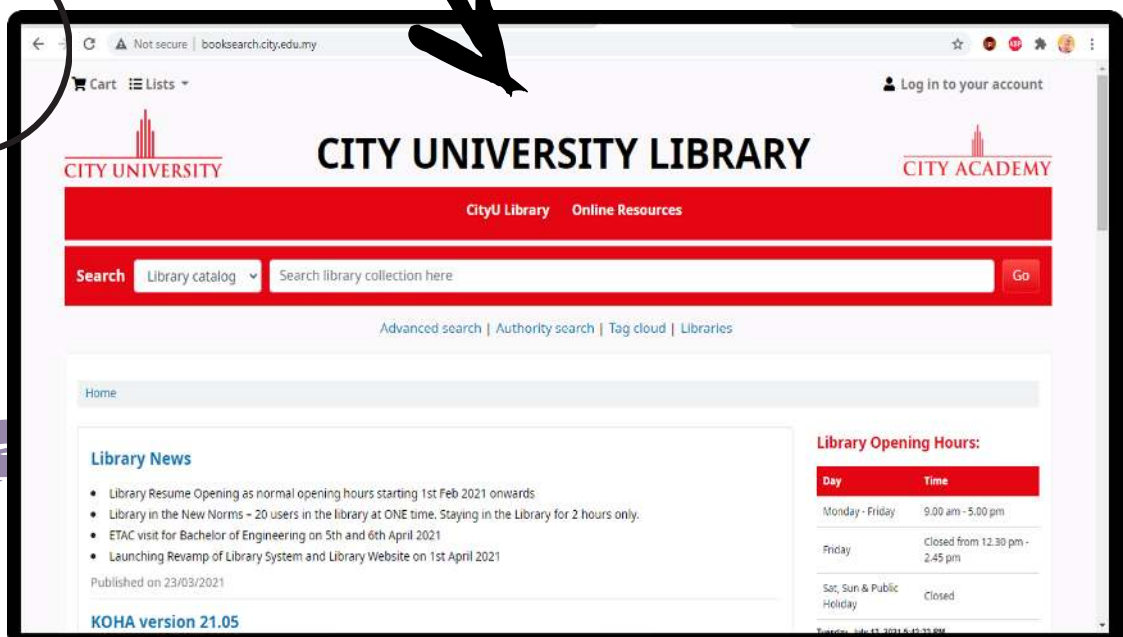 Not secure | booksearch.city.edu.my
Cart Lists
Log in to your account
CITY UNIVERSITY
CITY UNIVERSITY LIBRARY
CITY ACADEMY
CityU Library Online Resources
Search Library catalog Search library collection here Go
Advanced search | Authority search | Tag cloud | Libraries
Home
Library News
• Library Resume Opening as normal opening hours starting 1st Feb 2021 onwards
• Library in the New Norms – 20 users in the library at ONE time. Staying in the Library for 2 hours only.
• ETAC visit for Bachelor of Engineering on 5th and 6th April 2021
• Launching Revamp of Library System and Library Website on 1st April 2021
Published on 23/03/2021
KOHA version 21.05
Library Opening Hours:
Day Time
Monday - Friday 9.00 am - 5.00 pm
Friday Closed from 12.30 pm -
2.45 pm
Sat, Sun & Public Closed
Holiday